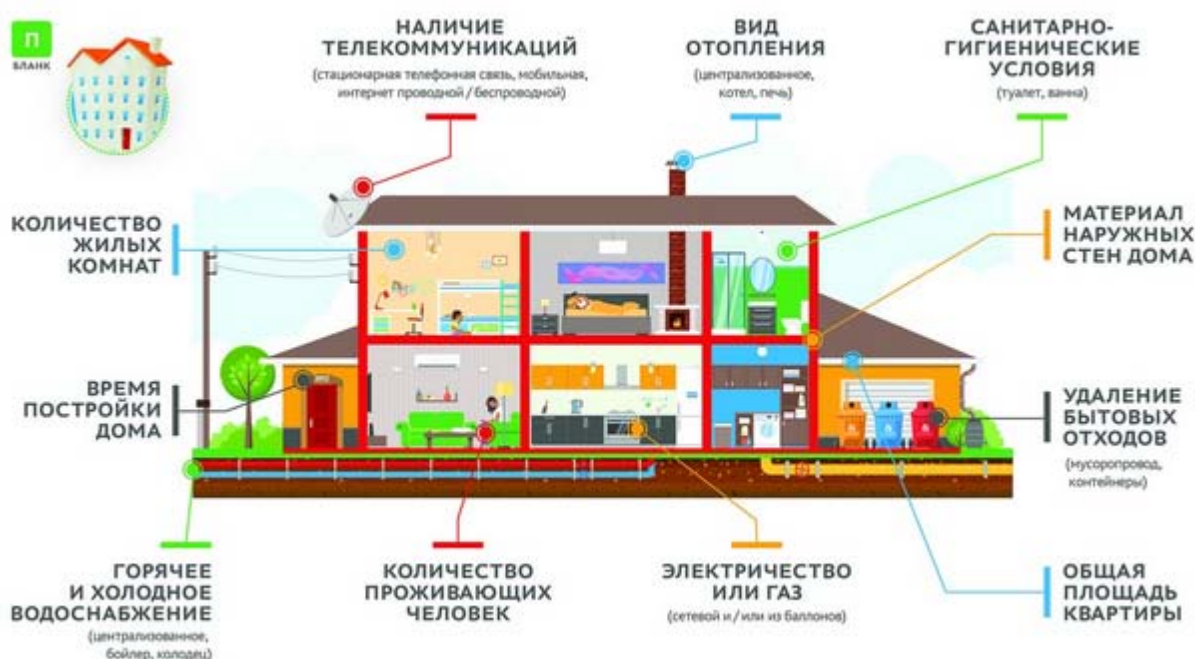 П
БЛАНК
НАЛИЧИЕ
ТЕЛЕКОММУНИКАЦИЙ
(стационарная телефонная связь, мобильная,
интернет проводной / беспроводной)
ВИД
ОТОПЛЕНИЯ
(централизованное,
котел, печь)
САНИТАРНО-
ГИГИЕНИЧЕСКИЕ
УСЛОВИЯ
(туалет, ванна)
КОЛИЧЕСТВО
ЖИЛЫХ
КОМНАТ
МАТЕРИАЛ
НАРУЖНЫХ
СТЕН ДОМА
ВРЕМЯ
ПОСТРОЙКИ
ДОМА
УДАЛЕНИЕ
БЫТОВЫХ
ОТХОДОВ
(мусоропровод,
контейнеры)
ГОРЯЧЕЕ
И ХОЛОДНОЕ
ВОДОСНАБЖЕНИЕ
(централизованное,
бойлер, колодец)
КОЛИЧЕСТВО
ПРОЖИВАЮЩИХ
ЧЕЛОВЕК
ЭЛЕКТРИЧЕСТВО
ИЛИ ГАЗ
(сетевой и / или из баллонов)
ОБЩАЯ
ПЛОЩАДЬ
КВАРТИРЫ